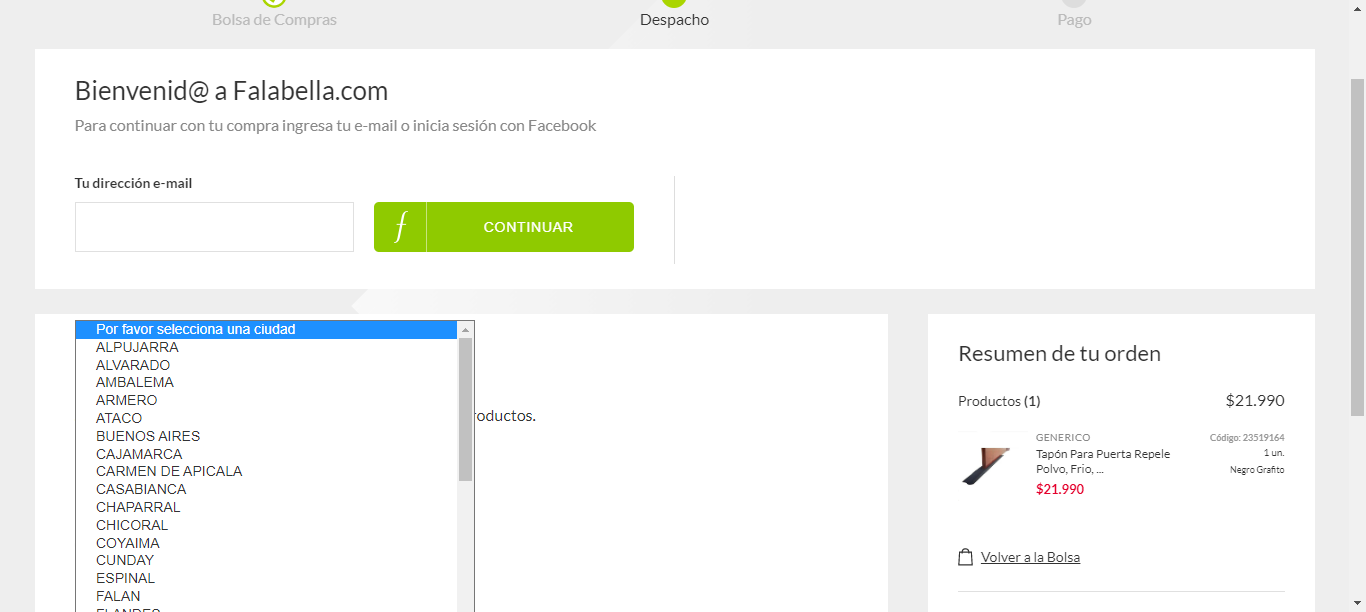 Bolsa de Compras
Despacho
Pago
Bienvenid@ a Falabella.com
Para continuar con tu compra ingresa tu e-mail o inicia sesión con Facebook
Tu dirección e-mail
f
CONTINUAR
Por favor selecciona una ciudad
ALPUJARRA
ALVARADO
AMBALEMA
ARMERO
ATACO
BUENOS AIRES
CAJAMARCA
CARMEN DE APICALA
CASABIANCA
CHAPARRAL
CHICORAL
COYAIMA
CUNDAY
ESPINAL
FALAN
roductos.
Resumen de tu orden
Productos (1)
$21.990
GENERICO
Código: 23519164
Tapón Para Puerta Repele
1 un.
Polvo, Frio, ...
Negro Grafito
$21.990
Volver a la Bolsa